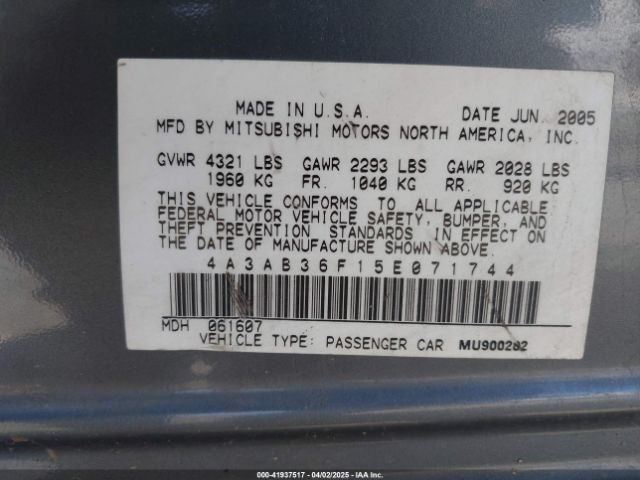 MADE IN U.S.A. DATE JUN. 2005
MFD BY MITSUBISHI MOTORS NORTH AMERICA, INC.
GVWR 4321 LBS GAWR 2293 LBS GAWR 2028 LBS
1960 KG FR. 1040 KG RR. 920 KG
THIS VEHICLE CONFORMS TO ALL APPLICABLE
FEDERAL MOTOR VEHICLE SAFETY, BUMPER, AND
THEFT PREVENTION STANDARDS IN EFFECT ON
THE DATE OF MANUFACTURE SHOWN ABOVE.
4A3AB36F15E071744
MDH 061607
VEHICLE TYPE: PASSENGER CAR MU900282
000-41937517 - 04/02/2025 - IAA Inc.